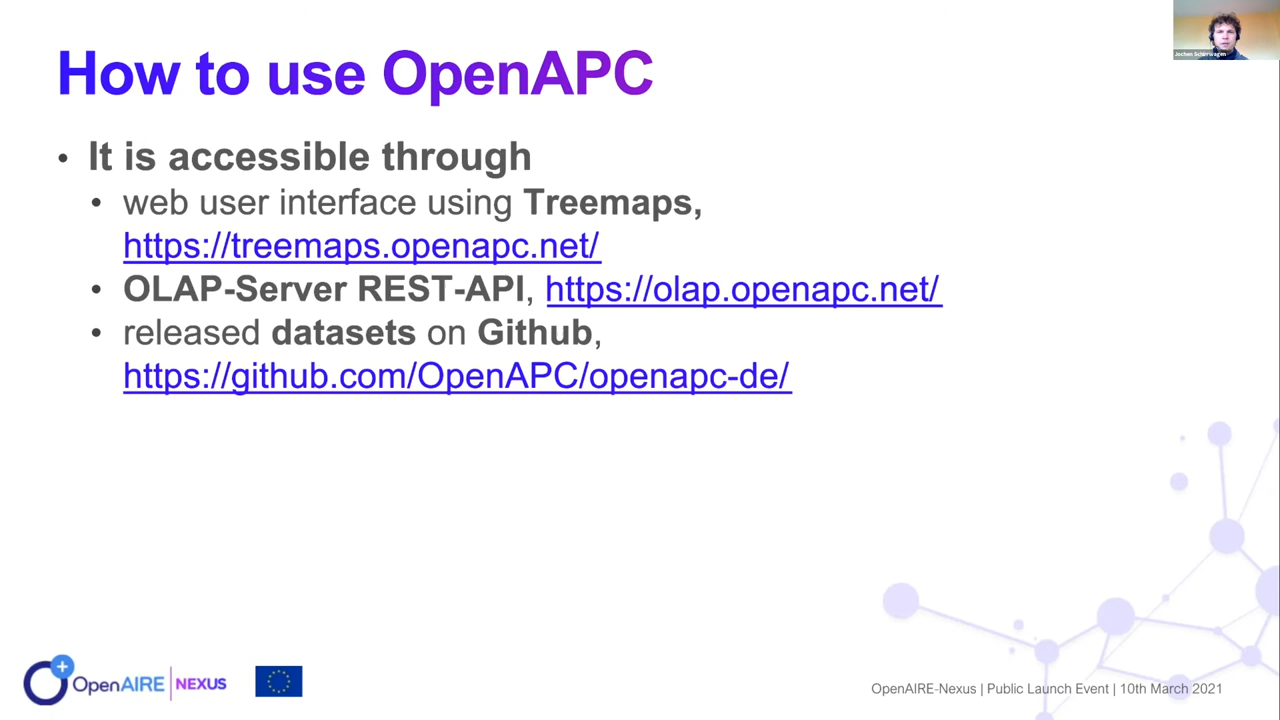 Jochen Schirrwagen
How to use OpenAPC
• It is accessible through
• web user interface using Treemaps,
https://treemaps.openapc.net/
• OLAP-Server REST-API, https://olap.openapc.net/
• released datasets on Github,
https://github.com/OpenAPC/openapc-de/
OpenAIRE | NEXUS
OpenAIRE-Nexus | Public Launch Event | 10th March 2021